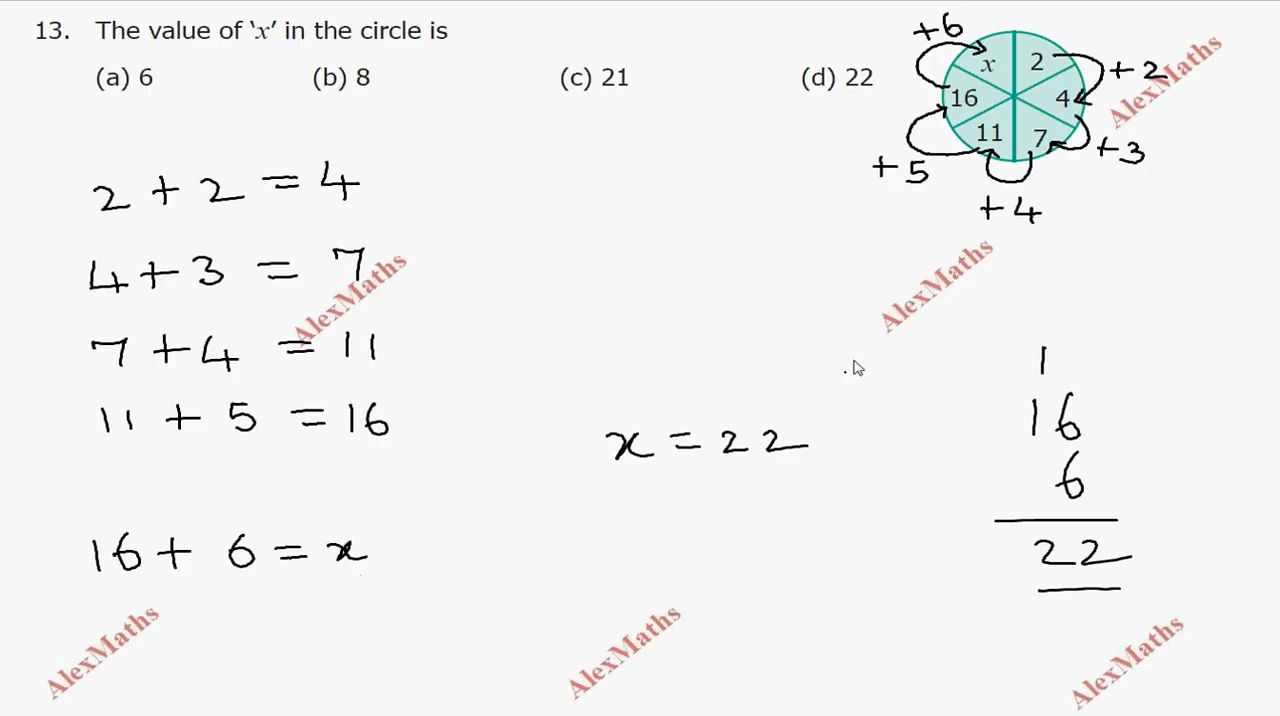 13. The value of 'x' in the circle is
(a) 6 (b) 8 (c) 21 (d) 22
+6
x 2
+2
16 4
11 7
+5
+3
+4
AlexMaths
2 + 2 = 4
4 + 3 = 7
AlexMaths
AlexMaths
7 + 4 = 11
11 + 5 = 16
x = 22
1
16
6
22
16 + 6 = x
AlexMaths
AlexMaths
AlexMaths